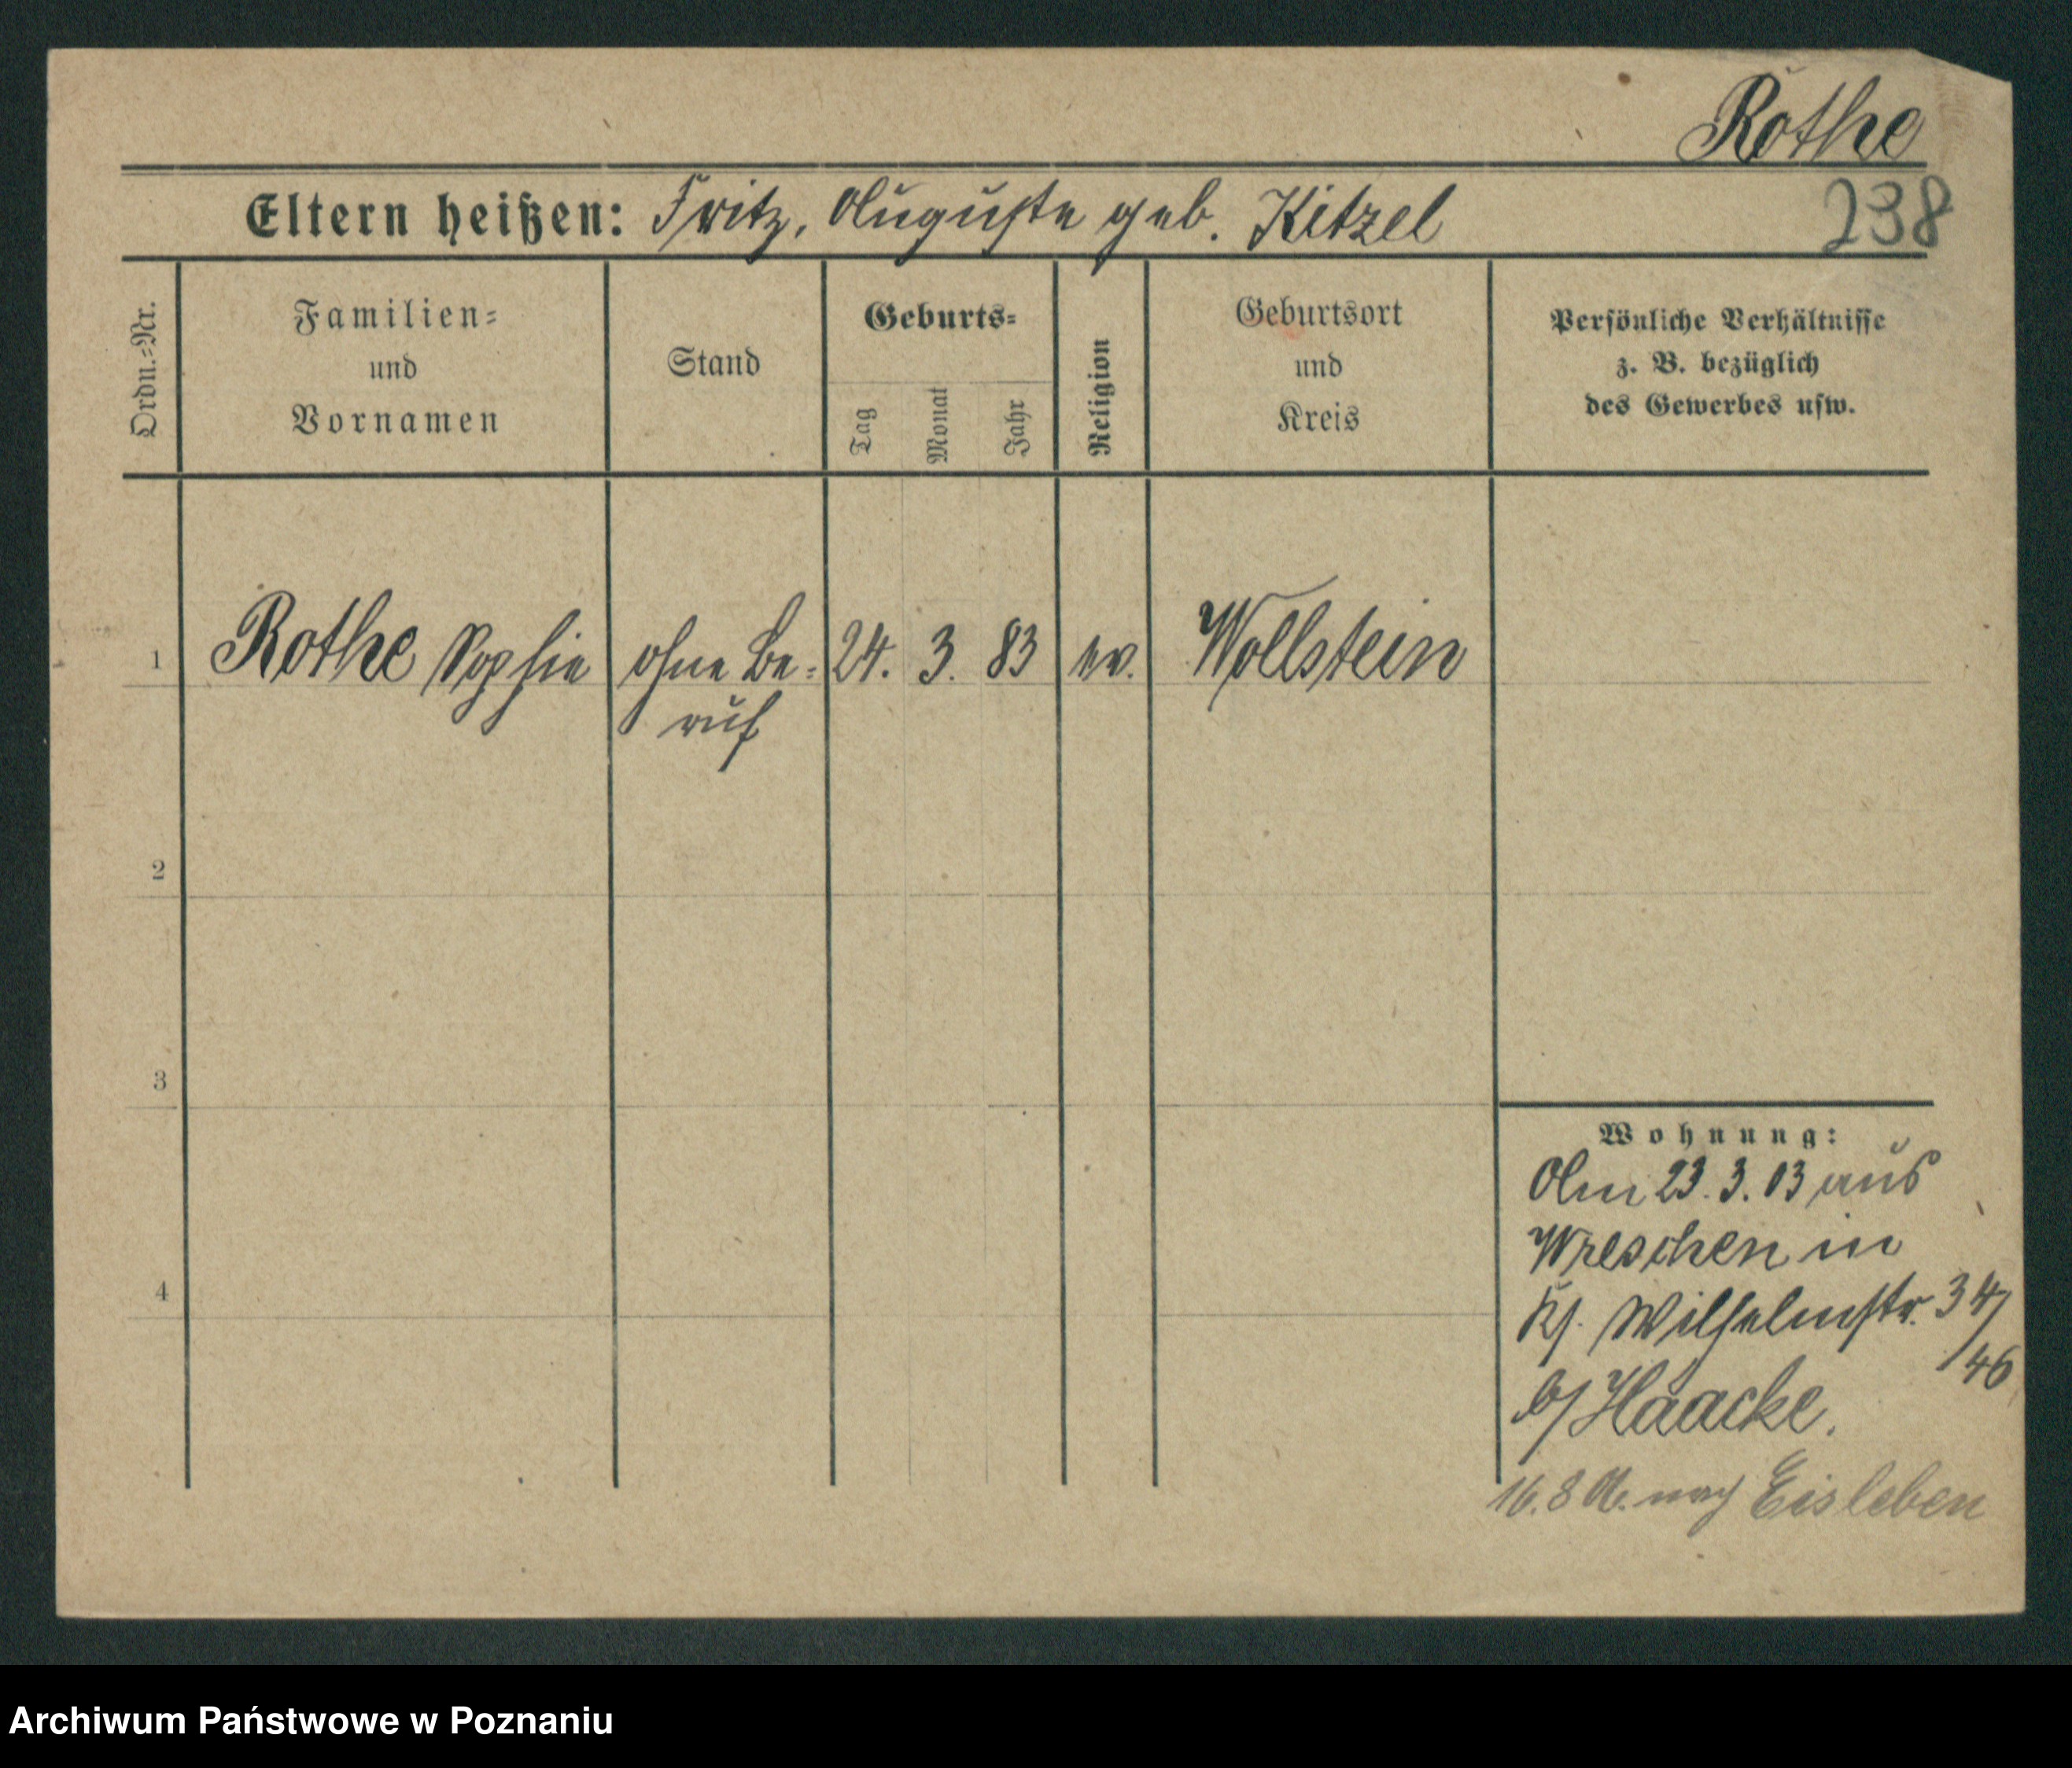 Rothe
Eltern heißen: Fritz, Auguste geb. Kitzel
238
Ordn.=Nr.
Familien=
und
Vornamen
Stand
Geburts=
Tag
Monat
Jahr
Religion
Geburtsort
und
Kreis
Persönliche Verhältnisse
z. B. bezüglich
des Gewerbes usw.
1 Rothe Sophie ohne Be= 24. 3. 83 ev. Wollstein
ruf
2
3
4
Wohnung:
Am 23.3.03 aus
Wreschen in
Wilhelmstr. 34/
46
b/ Haacke.
16.8 nach Eisleben
Archiwum Państwowe w Poznaniu